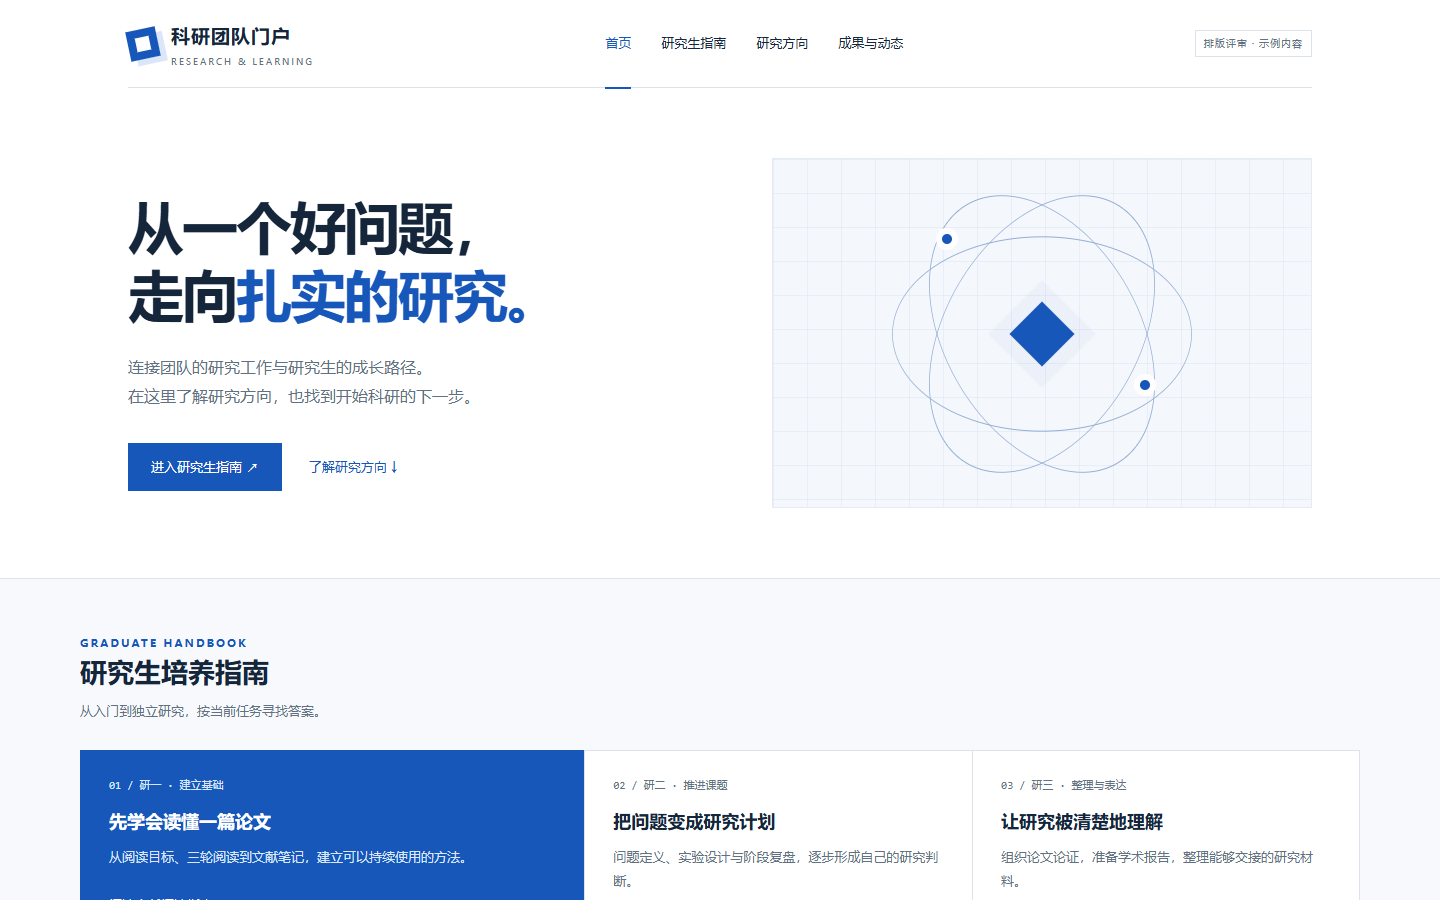 科研团队门户
RESEARCH & LEARNING
首页
研究生指南
研究方向
成果与动态
排版评审 · 示例内容
从一个好问题，
走向扎实的研究。
连接团队的研究工作与研究生的成长路径。
在这里了解研究方向，也找到开始科研的下一步。
进入研究生指南 ↗
了解研究方向 ↓
GRADUATE HANDBOOK
研究生培养指南
从入门到独立研究，按当前任务寻找答案。
01 / 研一 · 建立基础
先学会读懂一篇论文
从阅读目标、三轮阅读到文献笔记，建立可以持续使用的方法。
02 / 研二 · 推进课题
把问题变成研究计划
问题定义、实验设计与阶段复盘，逐步形成自己的研究判
断。
03 / 研三 · 整理与表达
让研究被清楚地理解
组织论文论证，准备学术报告，整理能够交接的研究材
料。